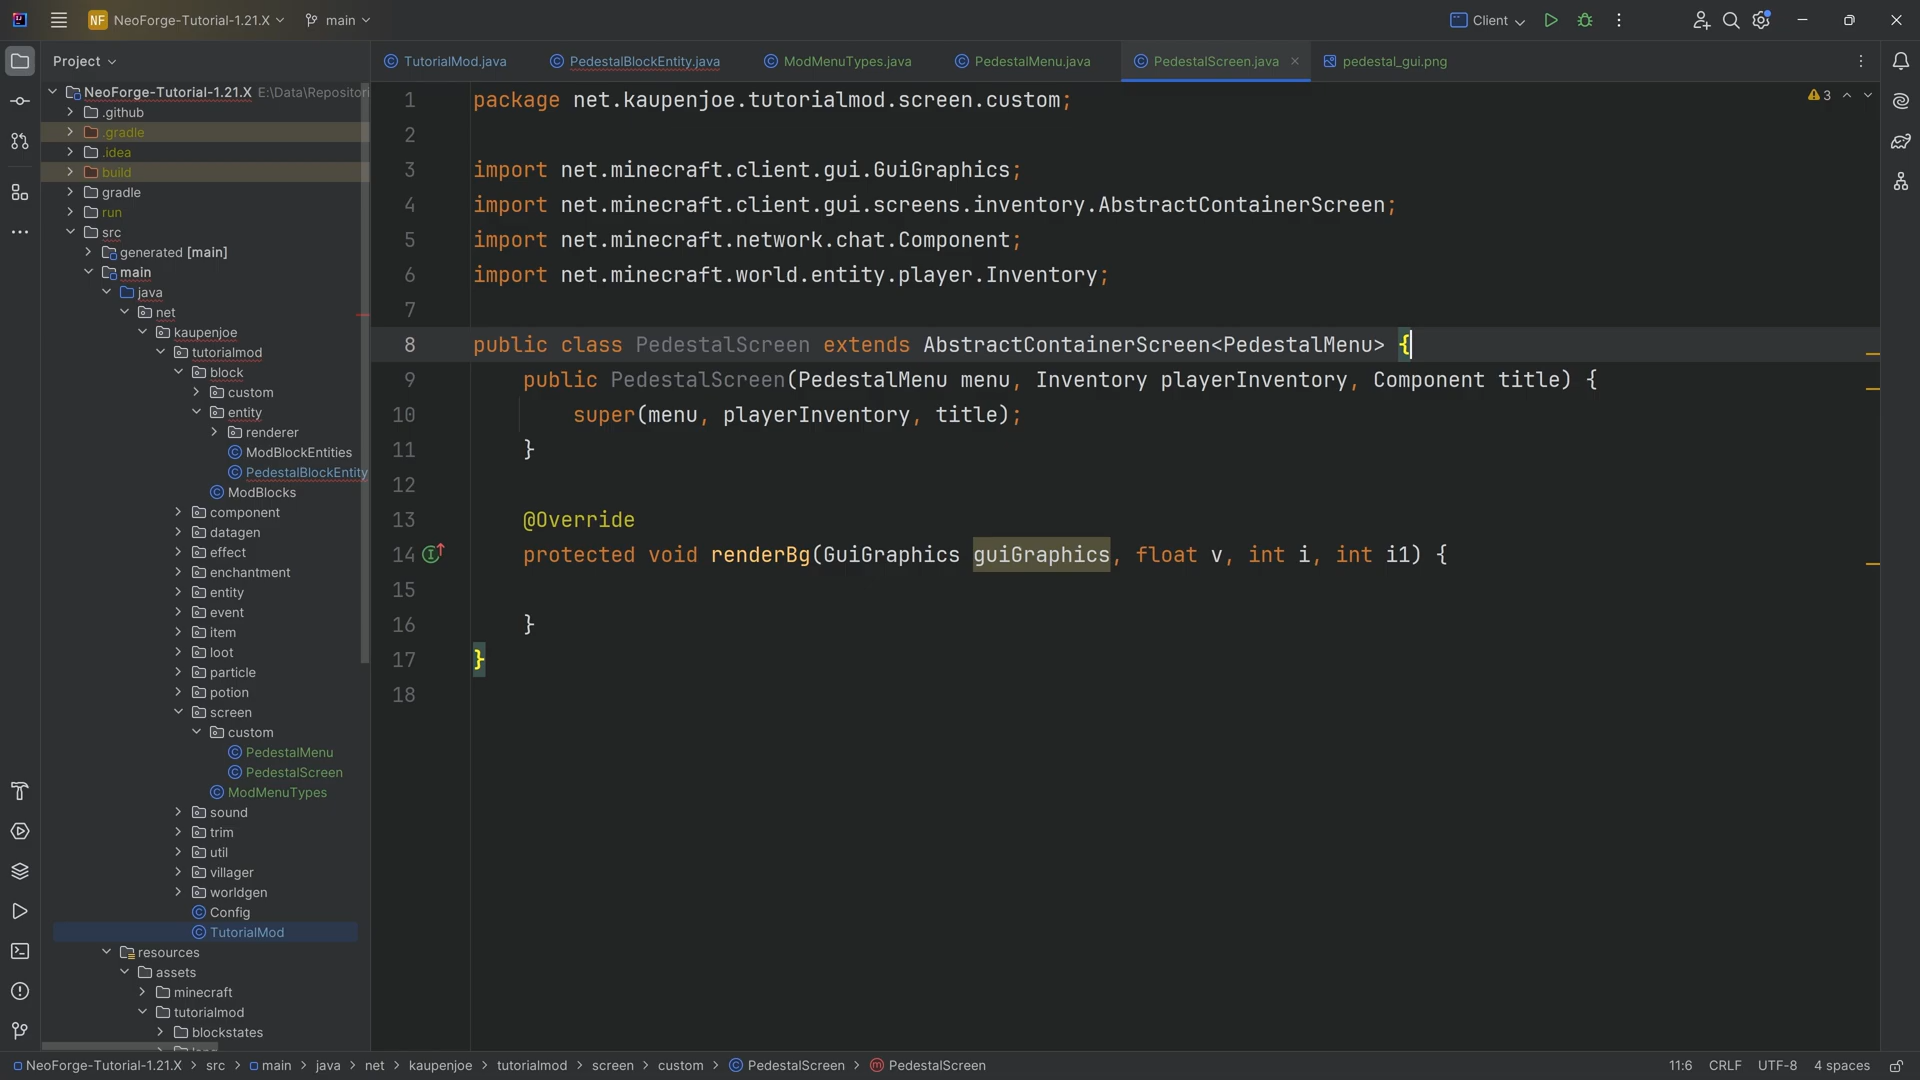 NF NeoForge-Tutorial-1.21.X main Client
Project
TutorialMod.java PedestalBlockEntity.java ModMenuTypes.java PedestalMenu.java PedestalScreen.java pedestal_gui.png
NeoForge-Tutorial-1.21.X E:\Data\Repositori
.github
.gradle
.idea
build
gradle
run
src
generated [main]
main
java
net
kaupenjoe
tutorialmod
block
custom
entity
renderer
ModBlockEntities
PedestalBlockEntity
ModBlocks
component
datagen
effect
enchantment
entity
event
item
loot
particle
potion
screen
custom
PedestalMenu
PedestalScreen
ModMenuTypes
sound
trim
util
villager
worldgen
Config
TutorialMod
resources
assets
minecraft
tutorialmod
blockstates
3
1 package net.kaupenjoe.tutorialmod.screen.custom;
2
3 import net.minecraft.client.gui.GuiGraphics;
4 import net.minecraft.client.gui.screens.inventory.AbstractContainerScreen;
5 import net.minecraft.network.chat.Component;
6 import net.minecraft.world.entity.player.Inventory;
7
8 public class PedestalScreen extends AbstractContainerScreen<PedestalMenu> {
9 public PedestalScreen(PedestalMenu menu, Inventory playerInventory, Component title) {
10 super(menu, playerInventory, title);
11 }
12
13 @Override
14 protected void renderBg(GuiGraphics guiGraphics, float v, int i, int i1) {
15
16 }
17 }
18
NeoForge-Tutorial-1.21.X > src > main > java > net > kaupenjoe > tutorialmod > screen > custom > PedestalScreen > PedestalScreen 11:6 CRLF UTF-8 4 spaces